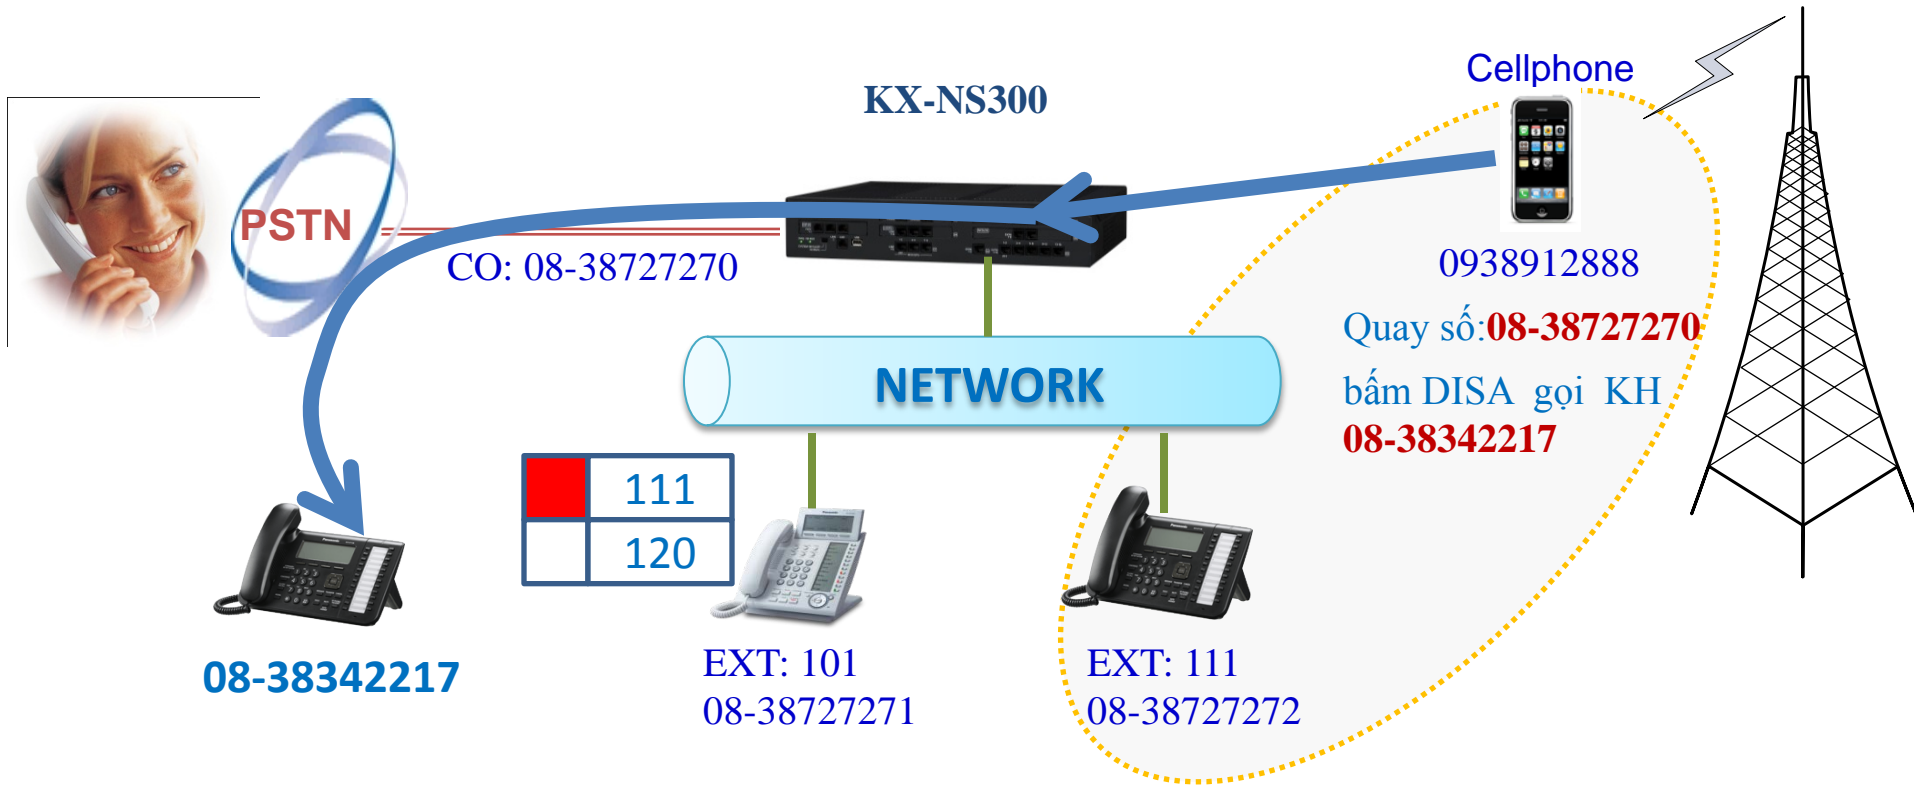 Cellphone
KX-NS300
PSTN
CO: 08-38727270
0938912888
Quay số:08-38727270
bấm DISA gọi KH
08-38342217
NETWORK
111
120
08-38342217
EXT: 101
08-38727271
EXT: 111
08-38727272